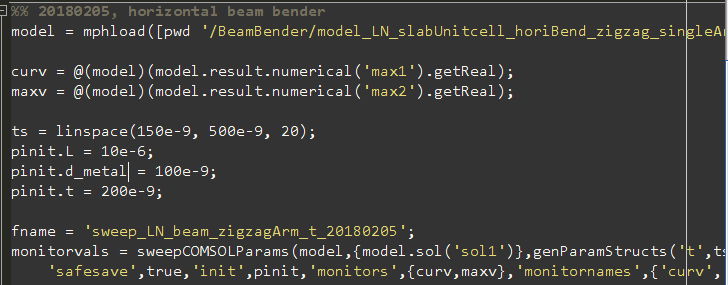 %% 20180205, horizontal beam bender
model = mphload([pwd '/BeamBender/model_LN_slabUnitcell_horiBend_zigzag_singleAr
curv = @(model)(model.result.numerical('max1').getReal);
maxv = @(model)(model.result.numerical('max2').getReal);
ts = linspace(150e-9, 500e-9, 20);
pinit.L = 10e-6;
pinit.d_metal = 100e-9;
pinit.t = 200e-9;
fname = 'sweep_LN_beam_zigzagArm_t_20180205';
monitorvals = sweepCOMSOLParams(model,{model.sol('sol1')},genParamStructs('t',ts
'safesave',true,'init',pinit,'monitors',{curv,maxv},'monitornames',{'curv',